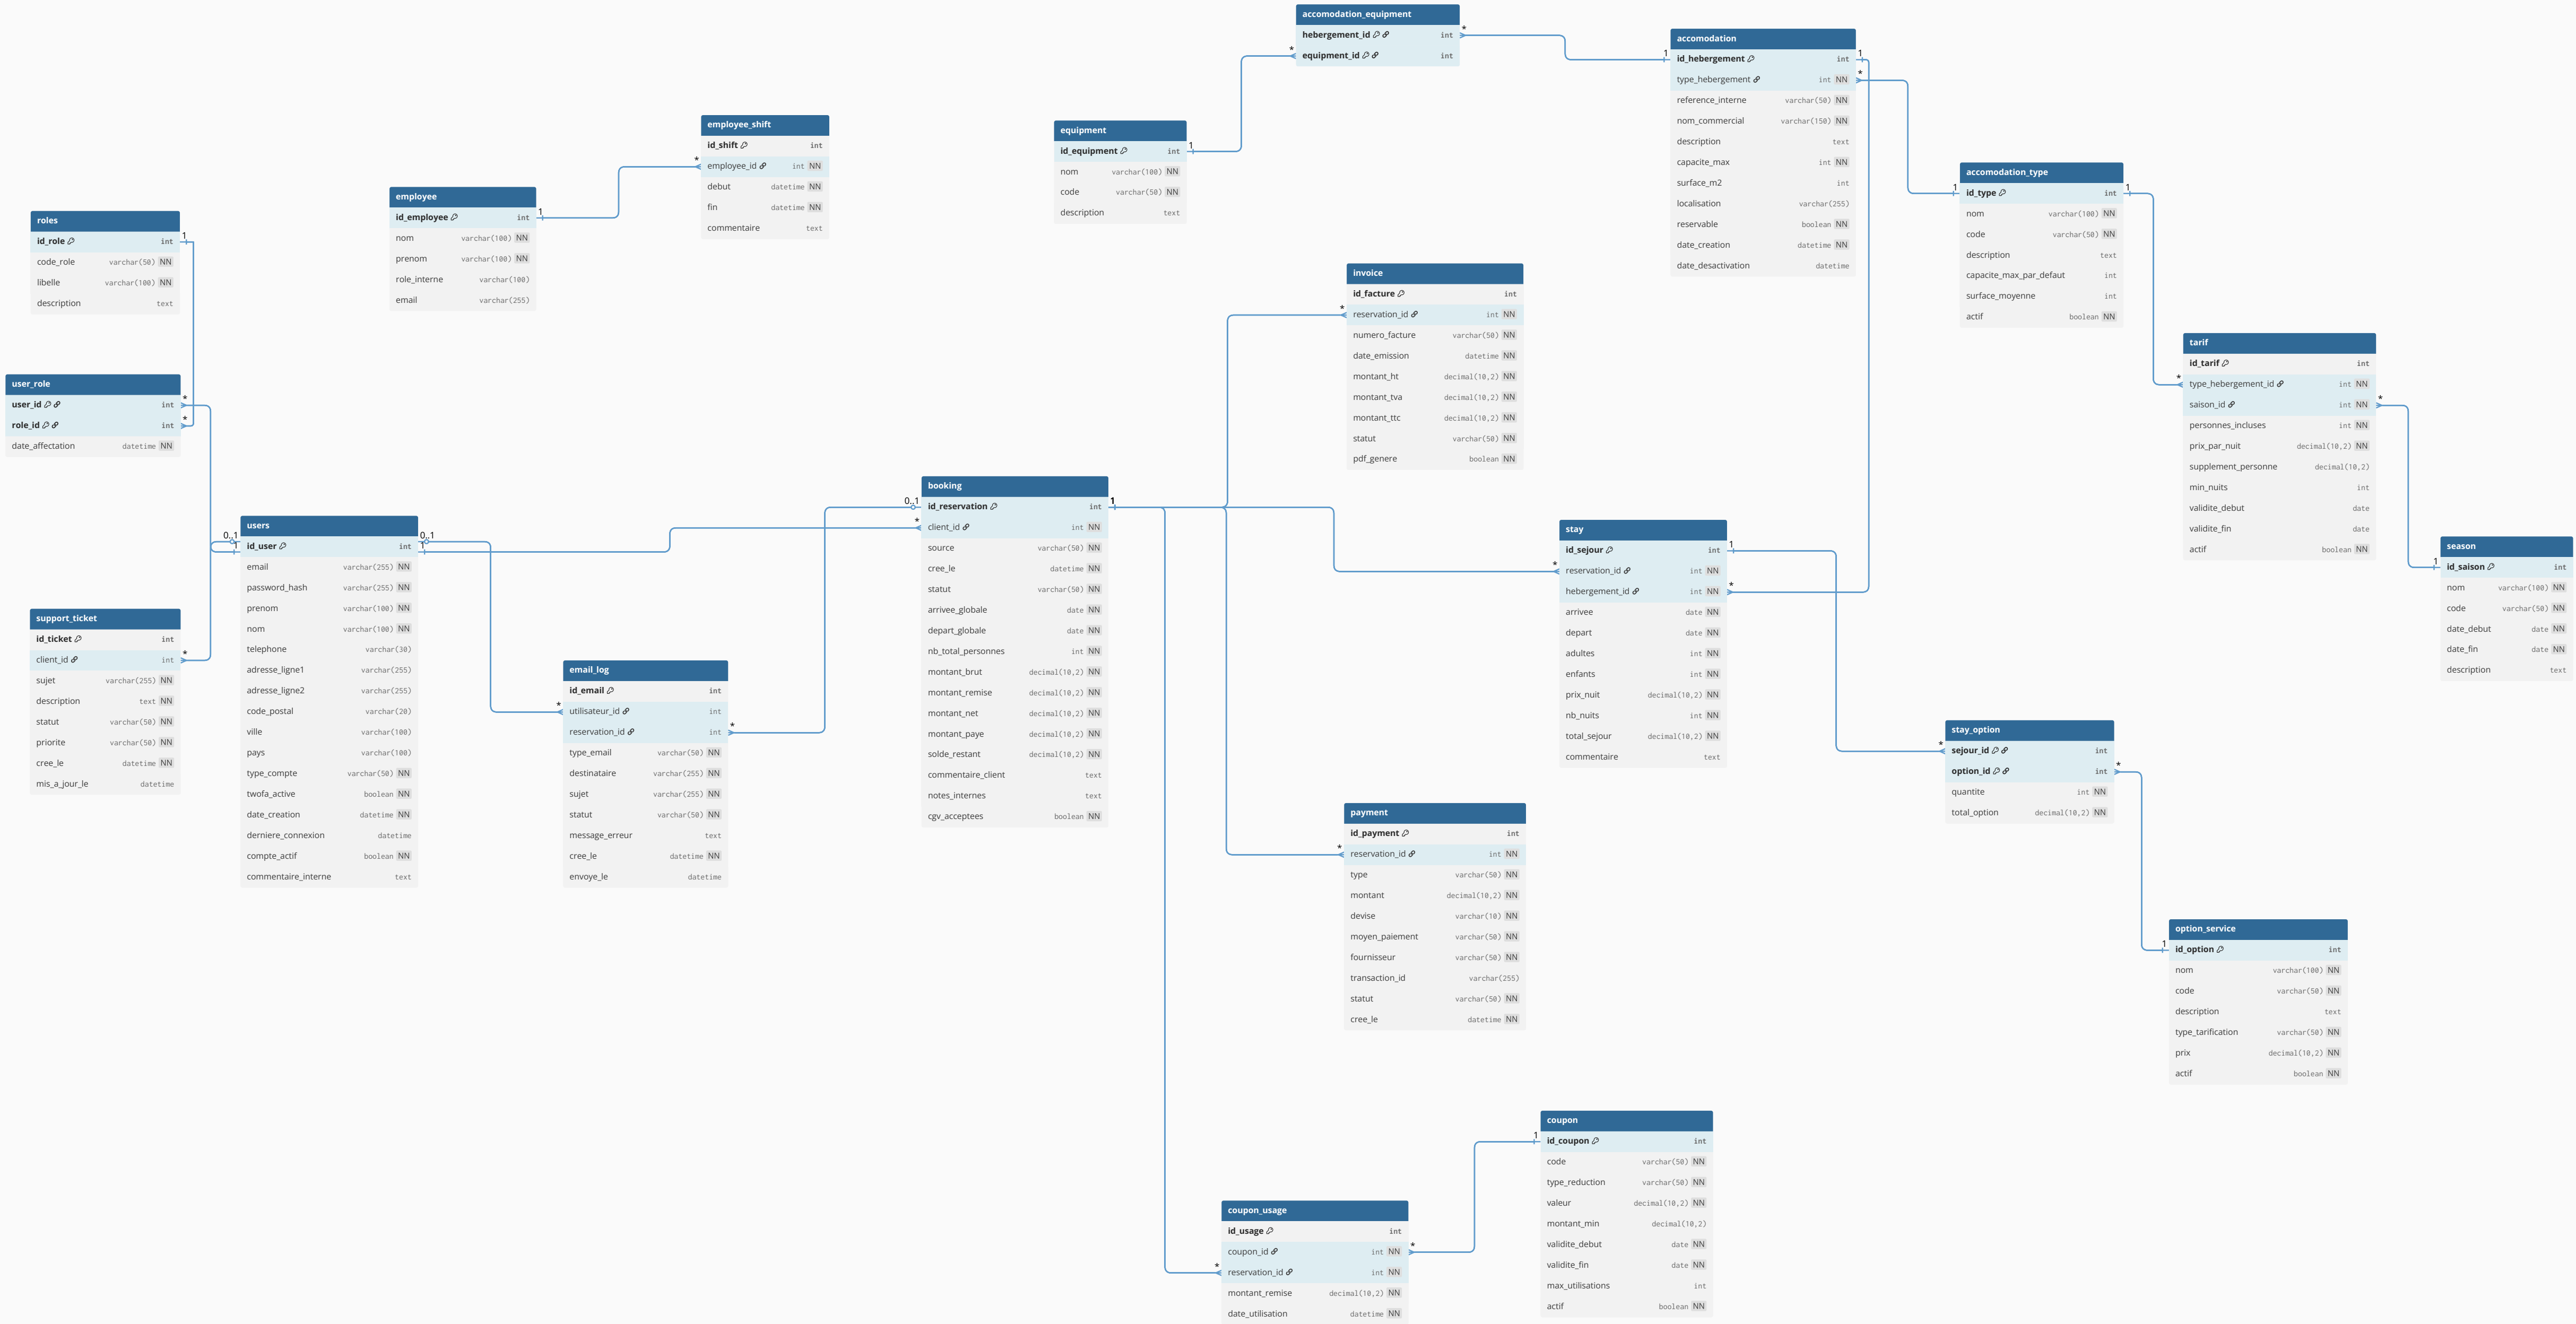 accomodation_equipment
hebergement_id int
equipment_id int
accomodation
id_hebergement int
type_hebergement int NN
reference_interne varchar(50) NN
nom_commercial varchar(150) NN
description text
capacite_max int NN
surface_m2 int
localisation varchar(255)
reservable boolean NN
date_creation datetime NN
date_desactivation datetime
employee_shift
id_shift int
employee_id int NN
debut datetime NN
fin datetime NN
commentaire text
equipment
id_equipment int
nom varchar(100) NN
code varchar(50) NN
description text
accomodation_type
id_type int
nom varchar(100) NN
code varchar(50) NN
description text
capacite_max_par_defaut int
surface_moyenne int
actif boolean NN
employee
id_employee int
nom varchar(100) NN
prenom varchar(100) NN
role_interne varchar(100)
email varchar(255)
roles
id_role int
code_role varchar(50) NN
libelle varchar(100) NN
description text
invoice
id_facture int
reservation_id int NN
numero_facture varchar(50) NN
date_emission datetime NN
montant_ht decimal(10,2) NN
montant_tva decimal(10,2) NN
montant_ttc decimal(10,2) NN
statut varchar(50) NN
pdf_genere boolean NN
tarif
id_tarif int
type_hebergement_id int NN
saison_id int NN
personnes_incluses int NN
prix_par_nuit decimal(10,2) NN
supplement_personne decimal(10,2)
min_nuits int
validite_debut date
validite_fin date
actif boolean NN
user_role
user_id int
role_id int
date_affectation datetime NN
booking
id_reservation int
client_id int NN
source varchar(50) NN
cree_le datetime NN
statut varchar(50) NN
arrivee_globale date NN
depart_globale date NN
nb_total_personnes int NN
montant_brut decimal(10,2) NN
montant_remise decimal(10,2) NN
montant_net decimal(10,2) NN
montant_paye decimal(10,2) NN
solde_restant decimal(10,2) NN
commentaire_client text
notes_internes text
cgv_acceptees boolean NN
users
id_user int
email varchar(255) NN
password_hash varchar(255) NN
prenom varchar(100) NN
nom varchar(100) NN
telephone varchar(30)
adresse_ligne1 varchar(255)
adresse_ligne2 varchar(255)
code_postal varchar(20)
ville varchar(100)
pays varchar(100)
type_compte varchar(50) NN
twofa_active boolean NN
date_creation datetime NN
derniere_connexion datetime
compte_actif boolean NN
commentaire_interne text
stay
id_sejour int
reservation_id int NN
hebergement_id int NN
arrivee date NN
depart date NN
adultes int NN
enfants int NN
prix_nuit decimal(10,2) NN
nb_nuits int NN
total_sejour decimal(10,2) NN
commentaire text
season
id_saison int
nom varchar(100) NN
code varchar(50) NN
date_debut date NN
date_fin date NN
description text
support_ticket
id_ticket int
client_id int
sujet varchar(255) NN
description text NN
statut varchar(50) NN
priorite varchar(50) NN
cree_le datetime NN
mis_a_jour_le datetime
email_log
id_email int
utilisateur_id int
reservation_id int
type_email varchar(50) NN
destinataire varchar(255) NN
sujet varchar(255) NN
statut varchar(50) NN
message_erreur text
cree_le datetime NN
envoye_le datetime
stay_option
sejour_id int
option_id int
quantite int NN
total_option decimal(10,2) NN
payment
id_payment int
reservation_id int NN
type varchar(50) NN
montant decimal(10,2) NN
devise varchar(10) NN
moyen_paiement varchar(50) NN
fournisseur varchar(50) NN
transaction_id varchar(255)
statut varchar(50) NN
cree_le datetime NN
option_service
id_option int
nom varchar(100) NN
code varchar(50) NN
description text
type_tarification varchar(50) NN
prix decimal(10,2) NN
actif boolean NN
coupon
id_coupon int
code varchar(50) NN
type_reduction varchar(50) NN
valeur decimal(10,2) NN
montant_min decimal(10,2)
validite_debut date NN
validite_fin date NN
max_utilisations int
actif boolean NN
coupon_usage
id_usage int
coupon_id int NN
reservation_id int NN
montant_remise decimal(10,2) NN
date_utilisation datetime NN